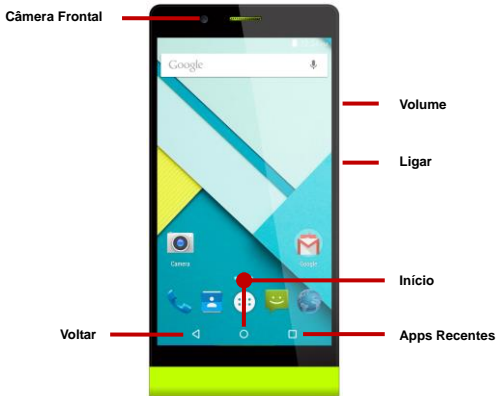 Câmera Frontal
Google
Volume
Ligar
Camera
Google
Início
Voltar
Apps Recentes